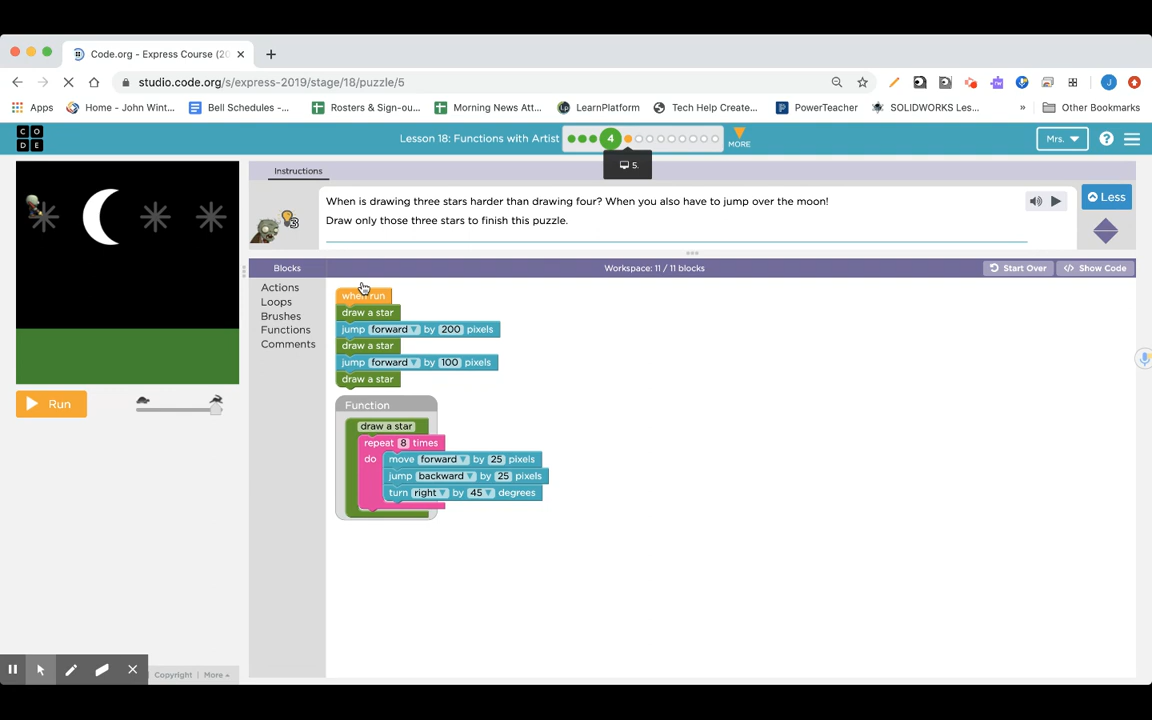 Code.org - Express Course (20
studio.code.org/s/express-2019/stage/18/puzzle/5
Apps
Home - John Wint...
Bell Schedules -...
Rosters & Sign-ou...
Morning News Att...
LearnPlatform
Tech Help Create...
PowerTeacher
SOLIDWORKS Les...
»
Other Bookmarks
C O
D E
Lesson 18: Functions with Artist
4
MORE
Mrs.
5.
Instructions
When is drawing three stars harder than drawing four? When you also have to jump over the moon!
Draw only those three stars to finish this puzzle.
Less
3
Blocks
Workspace: 11 / 11 blocks
Start Over
</> Show Code
Actions
Loops
Brushes
Functions
Comments
when run
draw a star
jump forward by 200 pixels
draw a star
jump forward by 100 pixels
draw a star
Function
draw a star
repeat 8 times
do
move forward by 25 pixels
jump backward by 25 pixels
turn right by 45 degrees
Run
Copyright
More